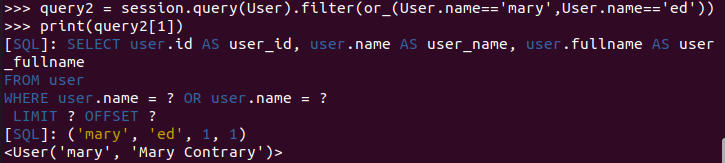 >>> query2 = session.query(User).filter(or_(User.name=='mary',User.name=='ed'))
>>> print(query2[1])
[SQL]: SELECT user.id AS user_id, user.name AS user_name, user.fullname AS user
_fullname
FROM user
WHERE user.name = ? OR user.name = ?
 LIMIT ? OFFSET ?
[SQL]: ('mary', 'ed', 1, 1)
<User('mary', 'Mary Contrary')>